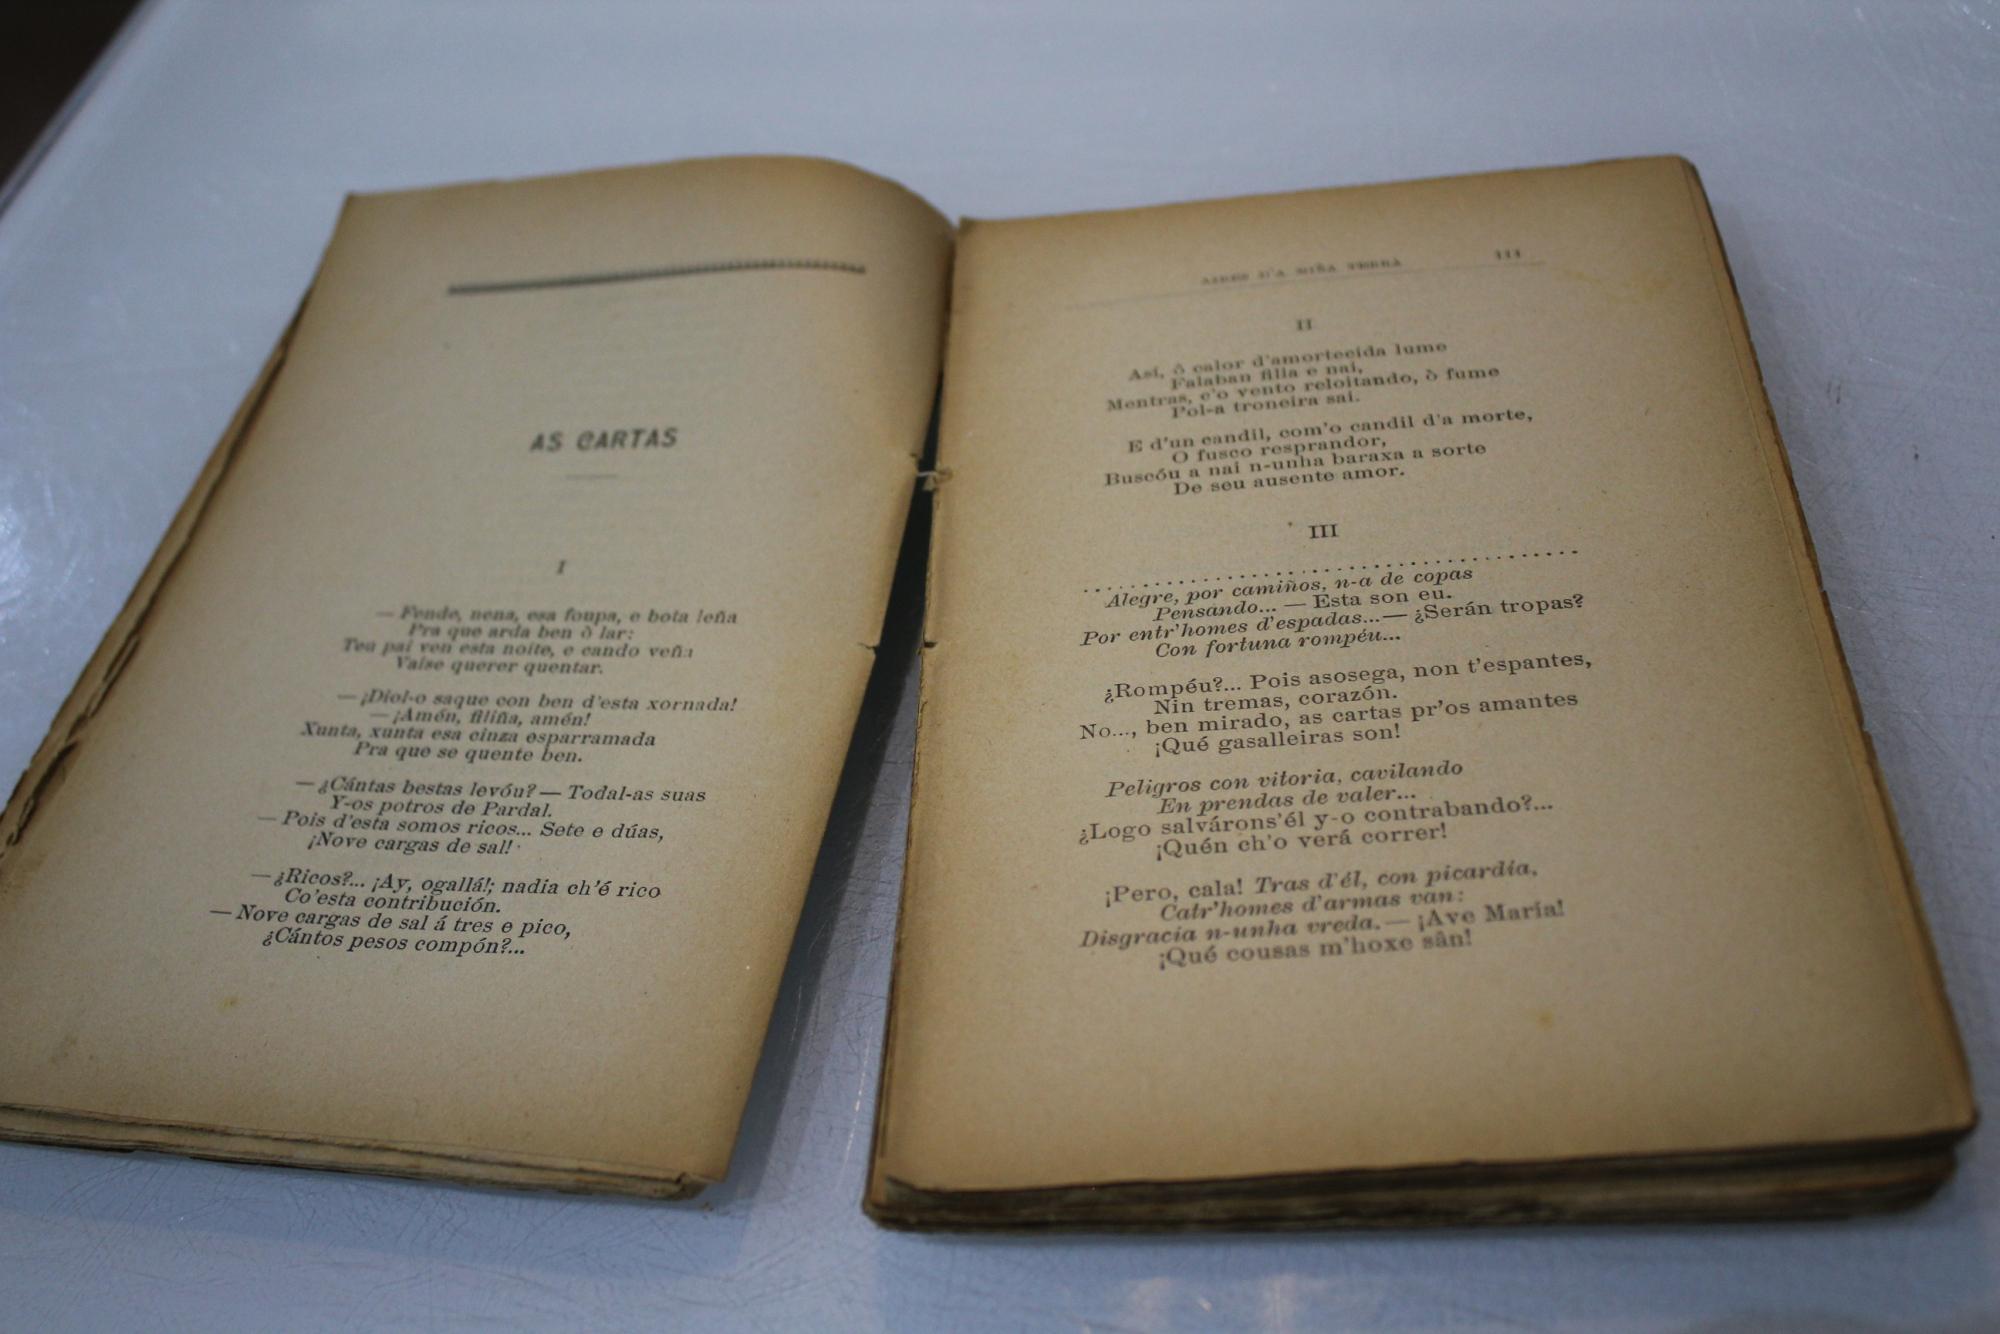 AS CARTAS
I
— Fende, nena, esa foupa, e bota leña
Pra que arda ben ò lar:
Teu pai ven esta noite, e cando veña
Vaise querer quentar.
— ¡Diol-o saque con ben d'esta xornada!
— ¡Amén, filliña, amén!
Xunta, xunta esa cinza esparramada
Pra que se quente ben.
— ¿Cántas bestas levóu? — Todal-as suas
Y-os potros de Pardal.
— Pois d'esta somos ricos... Sete e dúas,
¡Nove cargas de sal!
— ¿Ricos?... ¡Ay, ogallá!; nadia ch'é rico
Co'esta contribución.
— Nove cargas de sal á tres e pico,
¿Cántos pesos compón?...
AIRES D'A MIÑA TERRA 111
II
Así, ô calor d'amortecida lume
Falaban filla e nai,
Mentras, c'o vento reloitando, ò fume
Pol-a troneira sai.
E d'un candil, com'o candil d'a morte,
O fusco resprandor,
Buscóu a nai n-unha baraxa a sorte
De seu ausente amor.
III
Alegre, por camiños, n-a de copas
Pensando... — Esta son eu.
Por entr'homes d'espadas... — ¿Serán tropas?
Con fortuna rompéu...
¿Rompéu?... Pois asosega, non t'espantes,
Nin tremas, corazón.
No..., ben mirado, as cartas pr'os amantes
¡Qué gasalleiras son!
Peligros con vitoria, cavilando
En prendas de valer...
¿Logo salvárons'él y-o contrabando?...
¡Quén ch'o verá correr!
¡Pero, cala! Tras d'él, con picardía,
Catr'homes d'armas van:
Disgracia n-unha vreda. — ¡Ave María!
¡Qué cousas m'hoxe sân!